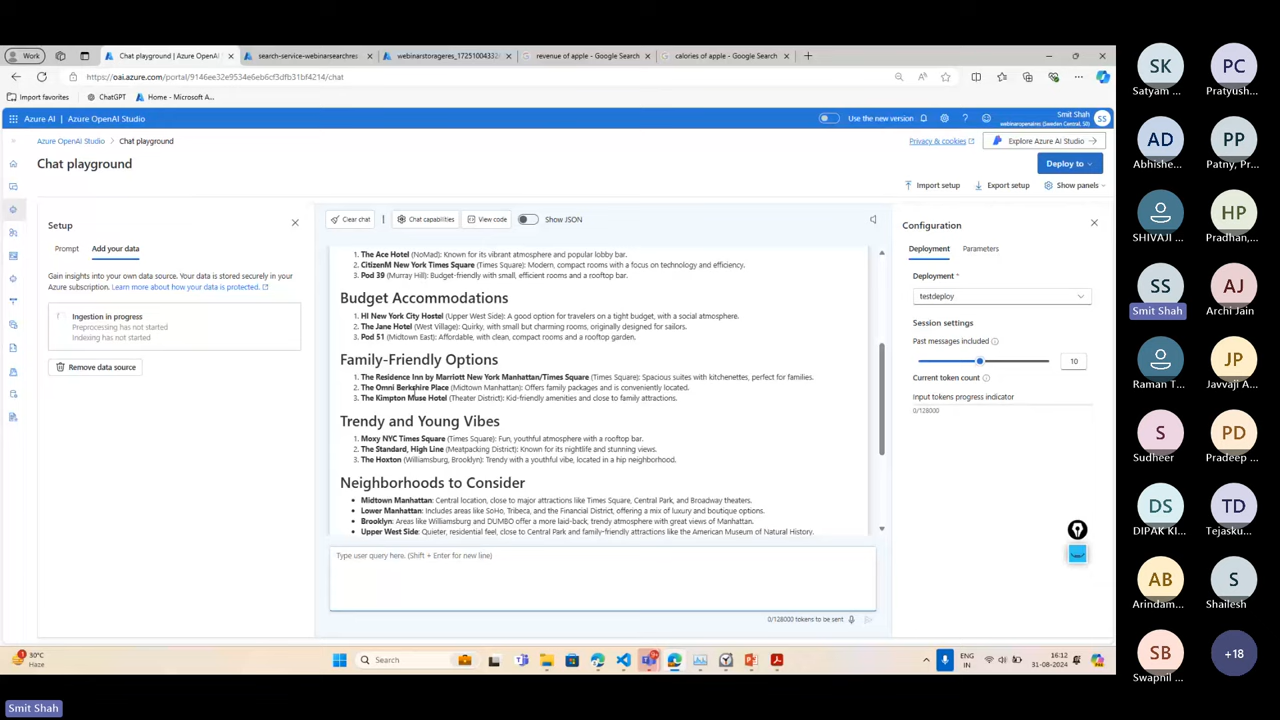 Work
Chat playground | Azure OpenAI
search-service-webinarsearchres
webinarstorageres_1725100433
revenue of apple - Google Search
calories of apple - Google Search
https://oai.azure.com/portal/9146ee32e9534e6eb6cf3dfb31bf4214/chat
Import favorites
ChatGPT
Home - Microsoft A...
Azure AI | Azure OpenAI Studio
Use the new version
Smit Shah
webinaropenaires (Sweden Central, S0)
SS
Azure OpenAI Studio > Chat playground
Privacy & cookies
Explore Azure AI Studio
Chat playground
Deploy to
Import setup
Export setup
Show panels
Setup
Prompt
Add your data
Gain insights into your own data source. Your data is stored securely in your
Azure subscription. Learn more about how your data is protected.
Ingestion in progress
Preprocessing has not started
Indexing has not started
Remove data source
Clear chat
Chat capabilities
View code
Show JSON
1. The Ace Hotel (NoMad): Known for its vibrant atmosphere and popular lobby bar.
2. CitizenM New York Times Square (Times Square): Modern, compact rooms with a focus on technology and efficiency.
3. Pod 39 (Murray Hill): Budget-friendly with small, efficient rooms and a rooftop bar.
Budget Accommodations
1. HI New York City Hostel (Upper West Side): A good option for travelers on a tight budget, with a social atmosphere.
2. The Jane Hotel (West Village): Quirky, with small but charming rooms, originally designed for sailors.
3. Pod 51 (Midtown East): Affordable, with clean, compact rooms and a rooftop garden.
Family-Friendly Options
1. The Residence Inn by Marriott New York Manhattan/Times Square (Times Square): Spacious suites with kitchenettes, perfect for families.
2. The Omni Berkshire Place (Midtown Manhattan): Offers family packages and is conveniently located.
3. The Kimpton Muse Hotel (Theater District): Kid-friendly amenities and close to family attractions.
Trendy and Young Vibes
1. Moxy NYC Times Square (Times Square): Fun, youthful atmosphere with a rooftop bar.
2. The Standard, High Line (Meatpacking District): Known for its nightlife and stunning views.
3. The Hoxton (Williamsburg, Brooklyn): Trendy with a youthful vibe, located in a hip neighborhood.
Neighborhoods to Consider
• Midtown Manhattan: Central location, close to major attractions like Times Square, Central Park, and Broadway theaters.
• Lower Manhattan: Includes areas like SoHo, Tribeca, and the Financial District, offering a mix of luxury and boutique options.
• Brooklyn: Areas like Williamsburg and DUMBO offer a more laid-back, trendy atmosphere with great views of Manhattan.
• Upper West Side: Quieter, residential feel, close to Central Park and family-friendly attractions like the American Museum of Natural History.
Type user query here. (Shift + Enter for new line)
0/128000 tokens to be sent
Configuration
Deployment
Parameters
Deployment *
testdeploy
Session settings
Past messages included
10
Current token count
Input tokens progress indicator
0/128000
30°C
Haze
Search
ENG
IN
16:12
31-08-2024
Smit Shah
SK
Satyam ...
PC
Pratyush...
AD
Abhishe...
PP
Patny, Pr...
SHIVAJI ...
HP
Pradhan,...
SS
Smit Shah
AJ
Archi Jain
Raman T...
JP
Javvaji A...
S
Sudheer
PD
Pradeep ...
DS
DIPAK KI...
TD
Tejasku...
AB
Arindam...
S
Shailesh
SB
Swapnil ...
+18